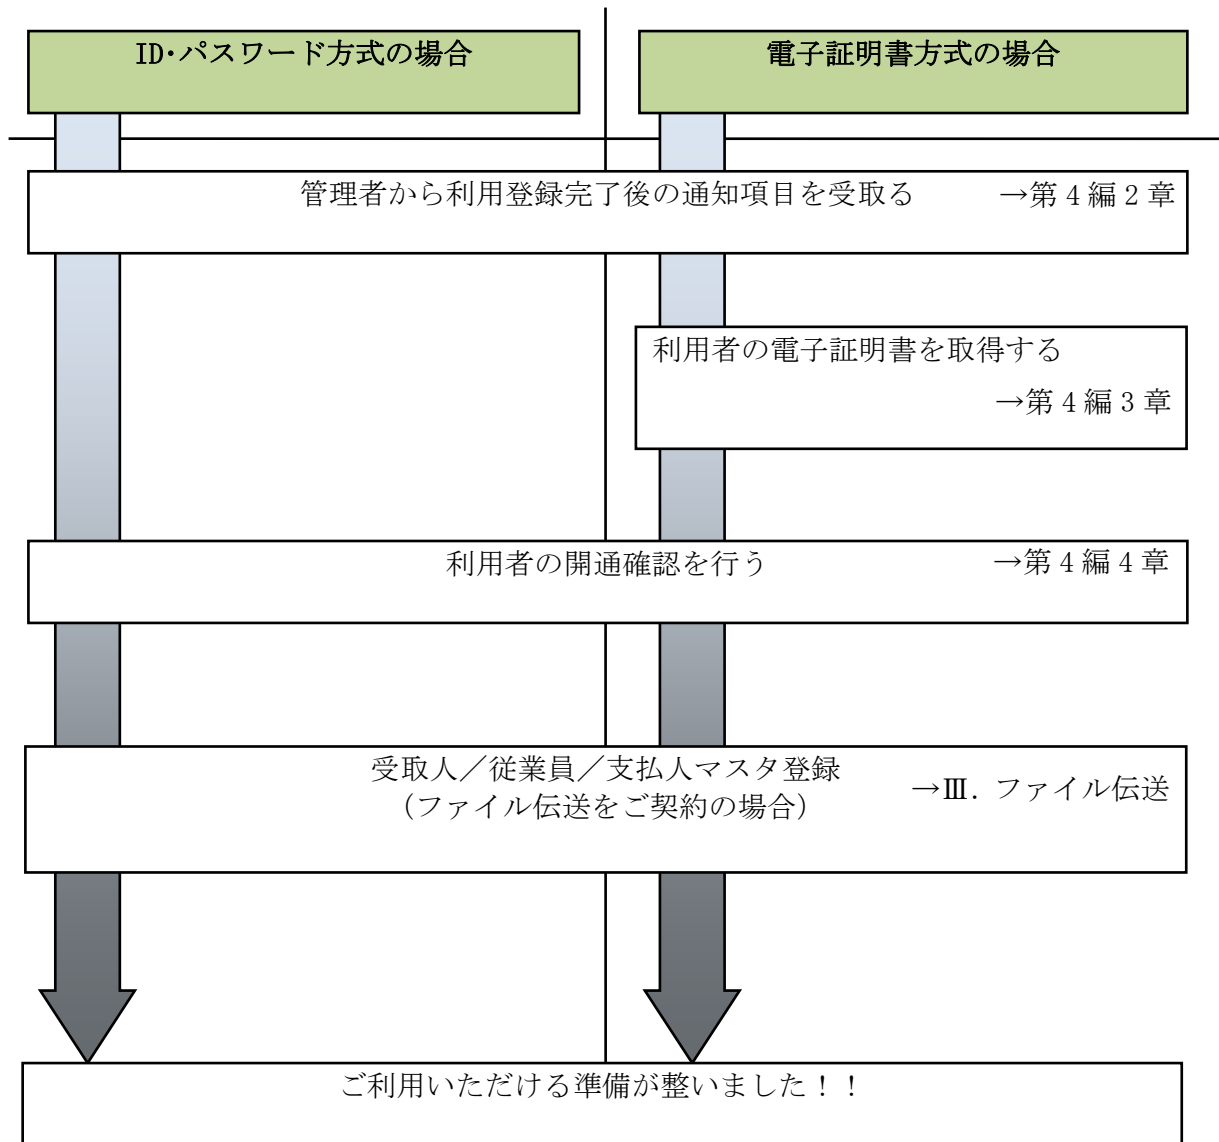 ID・パスワード方式の場合
電子証明書方式の場合
管理者から利用登録完了後の通知項目を受取る →第4編2章
利用者の電子証明書を取得する
→第4編3章
利用者の開通確認を行う →第4編4章
受取人／従業員／支払人マスタ登録
（ファイル伝送をご契約の場合）
→Ⅲ．ファイル伝送
ご利用いただける準備が整いました！！